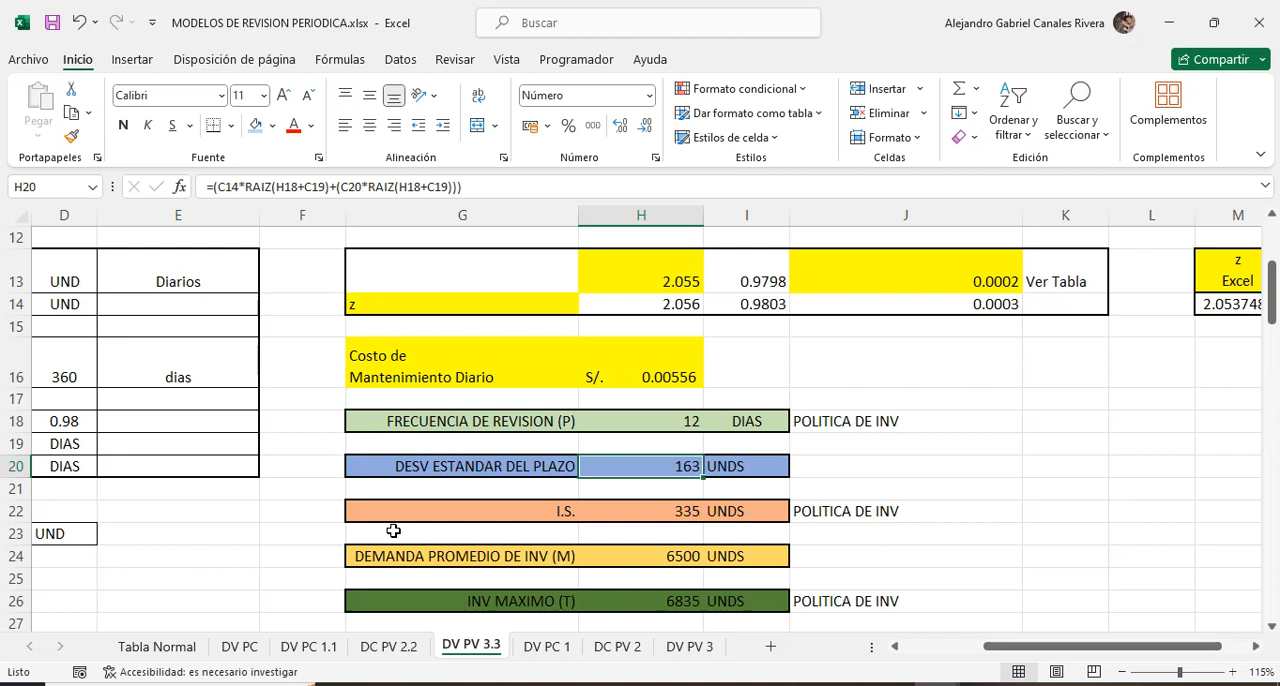 MODELOS DE REVISION PERIODICA.xlsx - Excel
Buscar
Alejandro Gabriel Canales Rivera
Archivo Inicio Insertar Disposición de página Fórmulas Datos Revisar Vista Programador Ayuda
Compartir
Pegar
Calibri 11
N K S
Número
% 000
Formato condicional
Dar formato como tabla
Estilos de celda
Insertar
Eliminar
Formato
Ordenar y filtrar
Buscar y seleccionar
Complementos
Portapapeles Fuente Alineación Número Estilos Celdas Edición Complementos
H20 fx =(C14*RAIZ(H18+C19)+(C20*RAIZ(H18+C19)))
D E F G H I J K L M
12
z
Excel
13 UND Diarios 2.055 0.9798 0.0002 Ver Tabla
14 UND z 2.056 0.9803 0.0003 2.053748
15
Costo de
16 360 dias Mantenimiento Diario S/. 0.00556
17
18 0.98 FRECUENCIA DE REVISION (P) 12 DIAS POLITICA DE INV
19 DIAS
20 DIAS DESV ESTANDAR DEL PLAZO 163 UNDS
21
22 I.S. 335 UNDS POLITICA DE INV
23 UND
24 DEMANDA PROMEDIO DE INV (M) 6500 UNDS
25
26 INV MAXIMO (T) 6835 UNDS POLITICA DE INV
27
Tabla Normal DV PC DV PC 1.1 DC PV 2.2 DV PV 3.3 DV PC 1 DC PV 2 DV PV 3
Listo Accesibilidad: es necesario investigar 115%